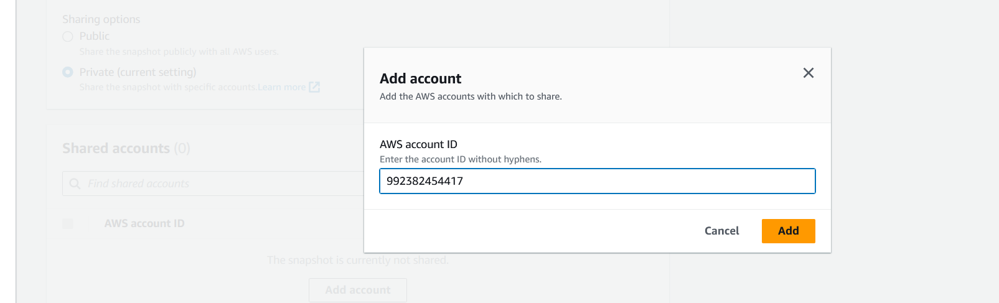 Sharing options
Public
Share the snapshot publicly with all AWS users.
Private (current setting)
Share the snapshot with specific accounts.Learn more
Shared accounts (0)
Find shared accounts
AWS account ID
The snapshot is currently not shared.
Add account
Add account
Add the AWS accounts with which to share.
AWS account ID
Enter the account ID without hyphens.
992382454417
Cancel
Add